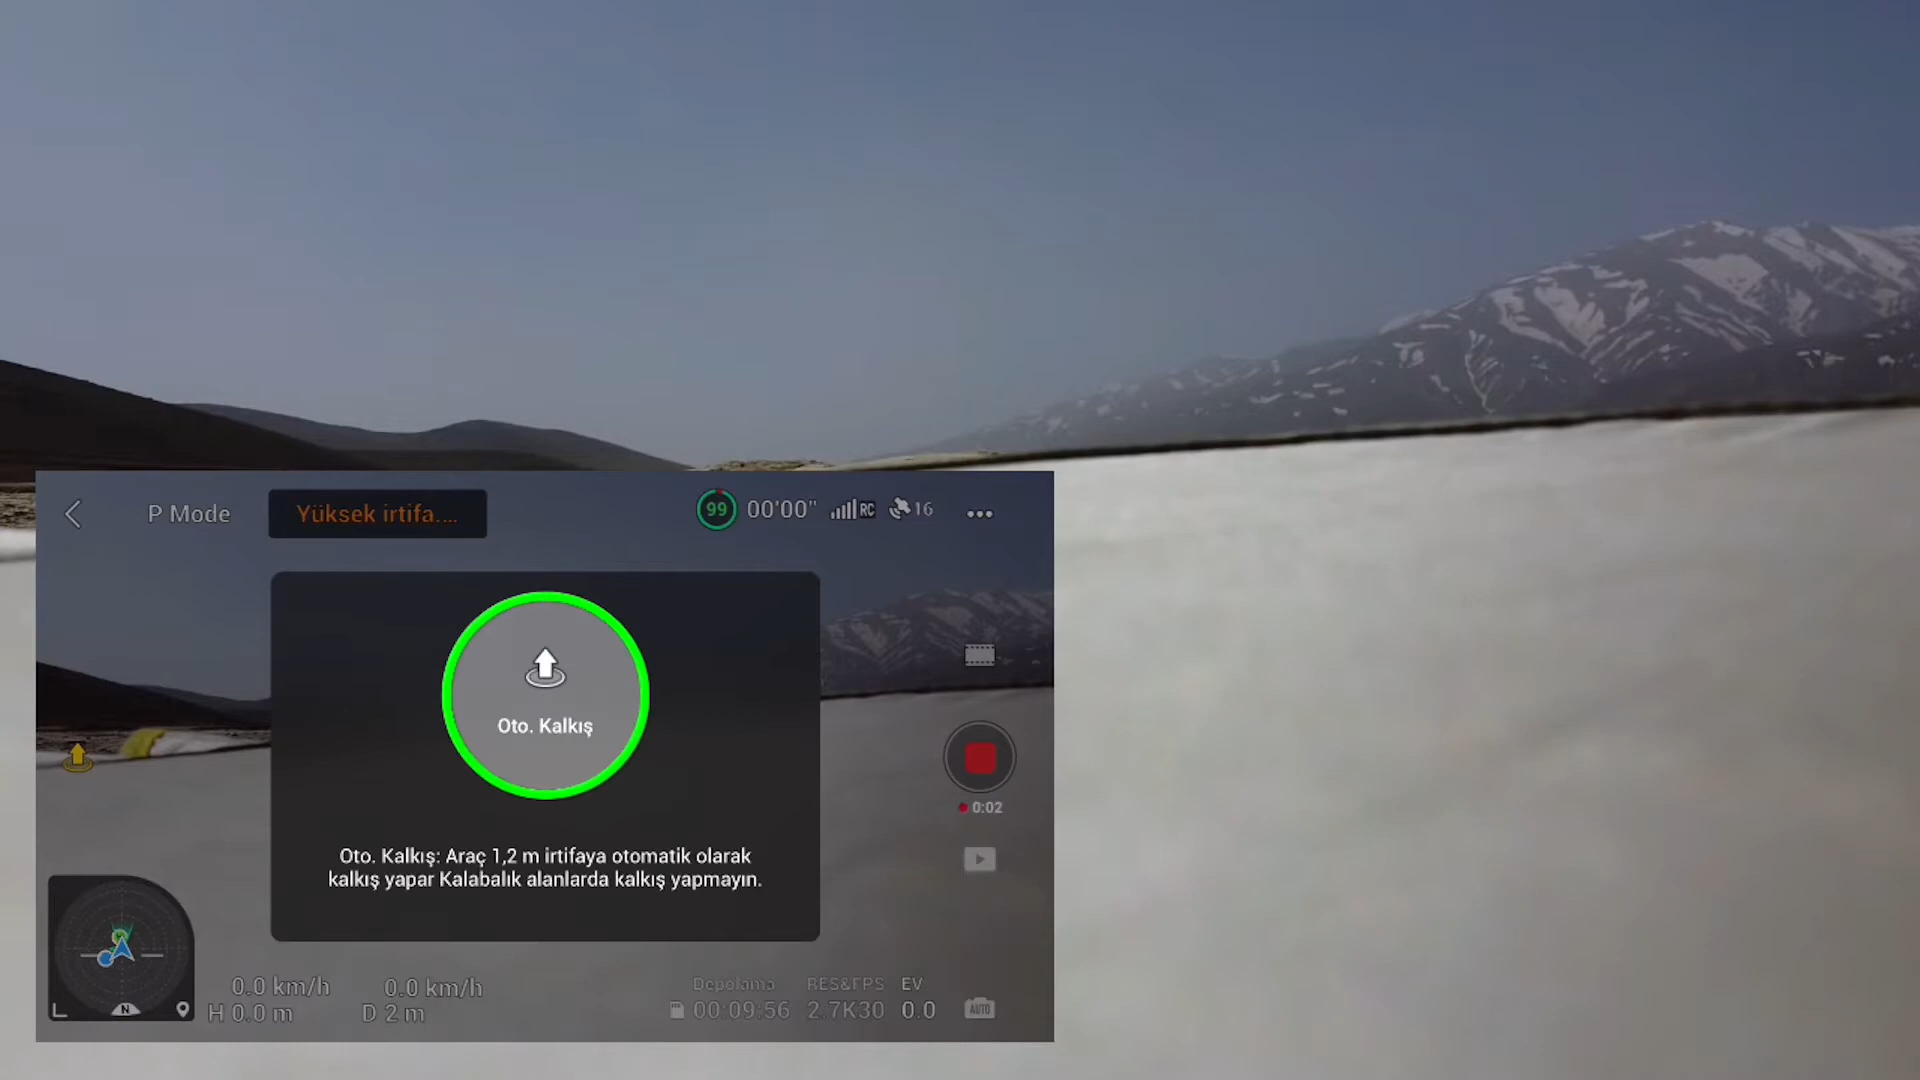 P Mode
Yüksek irtifa....
99
00'00"
RC
16
Oto. Kalkış
Oto. Kalkış: Araç 1,2 m irtifaya otomatik olarak
kalkış yapar Kalabalık alanlarda kalkış yapmayın.
0:02
N
0.0 km/h
0.0 km/h
H 0.0 m
D 2 m
Depolama
RES&FPS
EV
00:09:56
2.7K30
0.0
AUTO